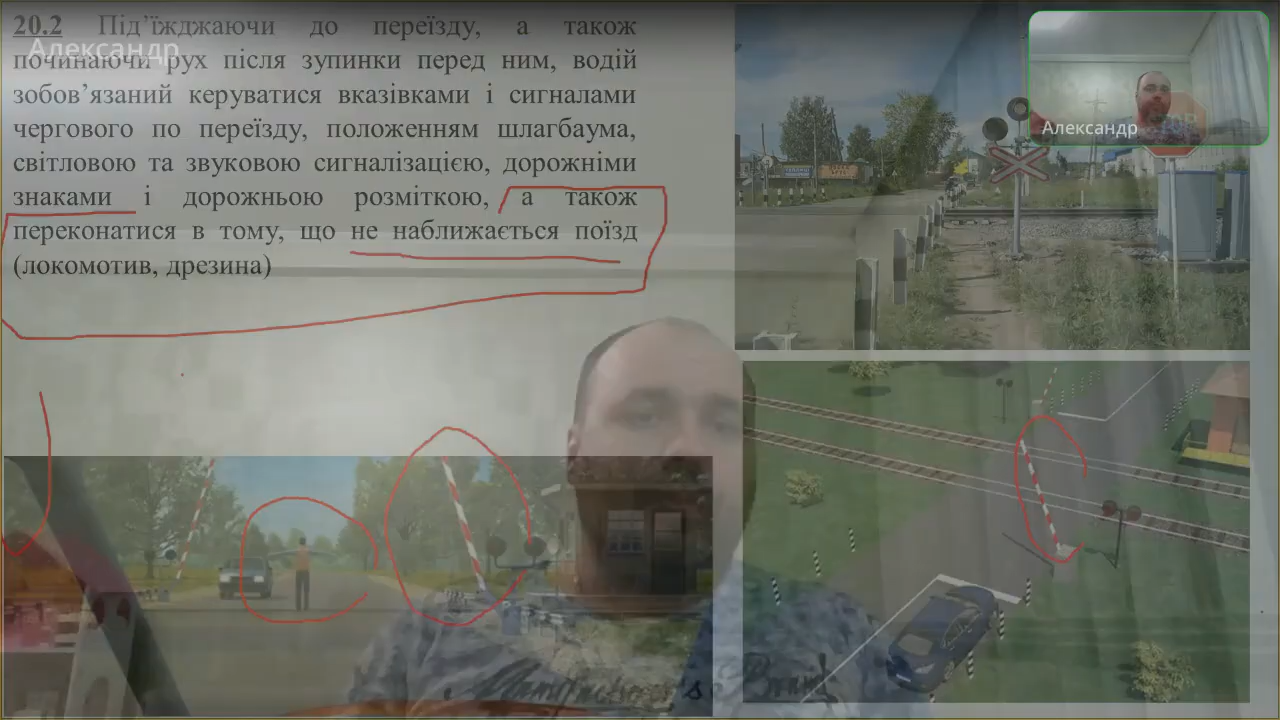 20.2 Під’їжджаючи до переїзду, а також
Александр
починаючи рух після зупинки перед ним, водій
зобов’язаний керуватися вказівками і сигналами
чергового по переїзду, положенням шлагбаума,
світловою та звуковою сигналізацією, дорожніми
знаками і дорожньою розміткою, а також
переконатися в тому, що не наближається поїзд
(локомотив, дрезина)
Александр